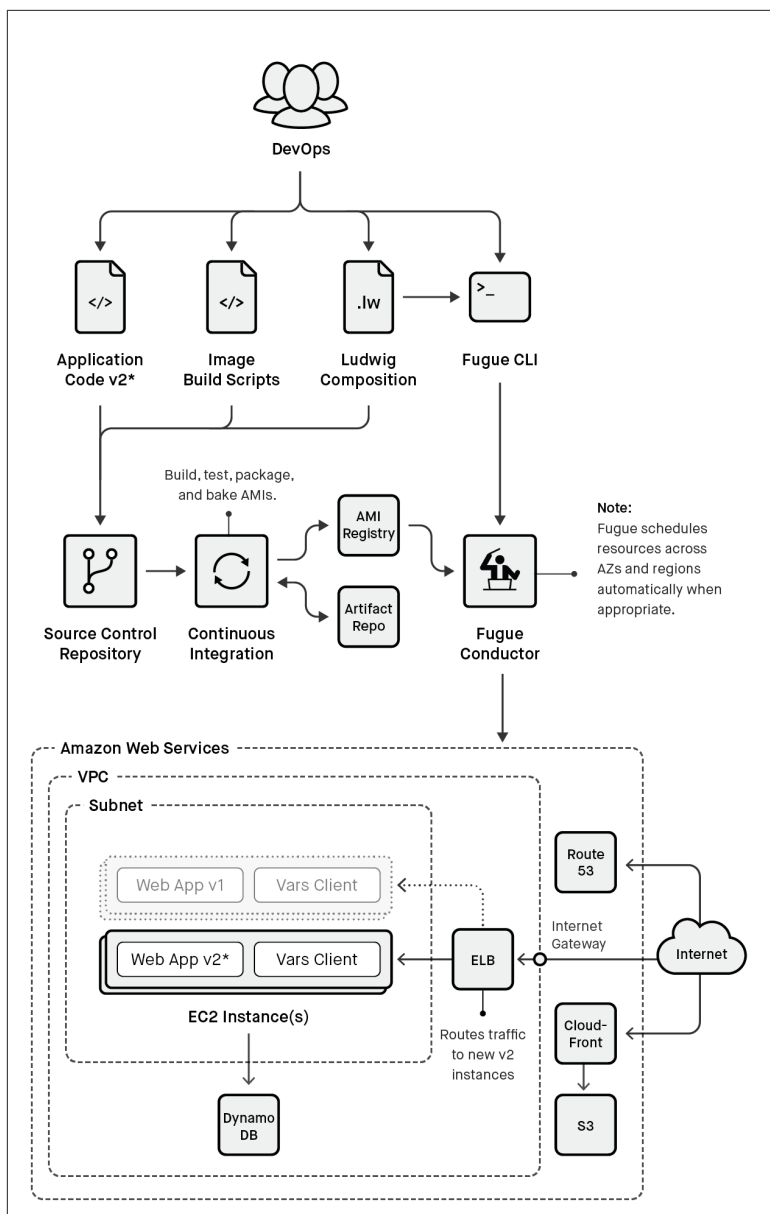 DevOps
</>
</>
.lw
>_
Application
Code v2*
Image
Build Scripts
Ludwig
Composition
Fugue CLI
Build, test, package,
and bake AMIs.
AMI
Registry
Artifact
Repo
Note:
Fugue schedules
resources across
AZs and regions
automatically when
appropriate.
Source Control
Repository
Continuous
Integration
Fugue
Conductor
Amazon Web Services
VPC
Subnet
Web App v1
Vars Client
Web App v2*
Vars Client
EC2 Instance(s)
Dynamo
DB
ELB
Routes traffic
to new v2
instances
Internet
Gateway
Route
53
Internet
Cloud-
Front
S3